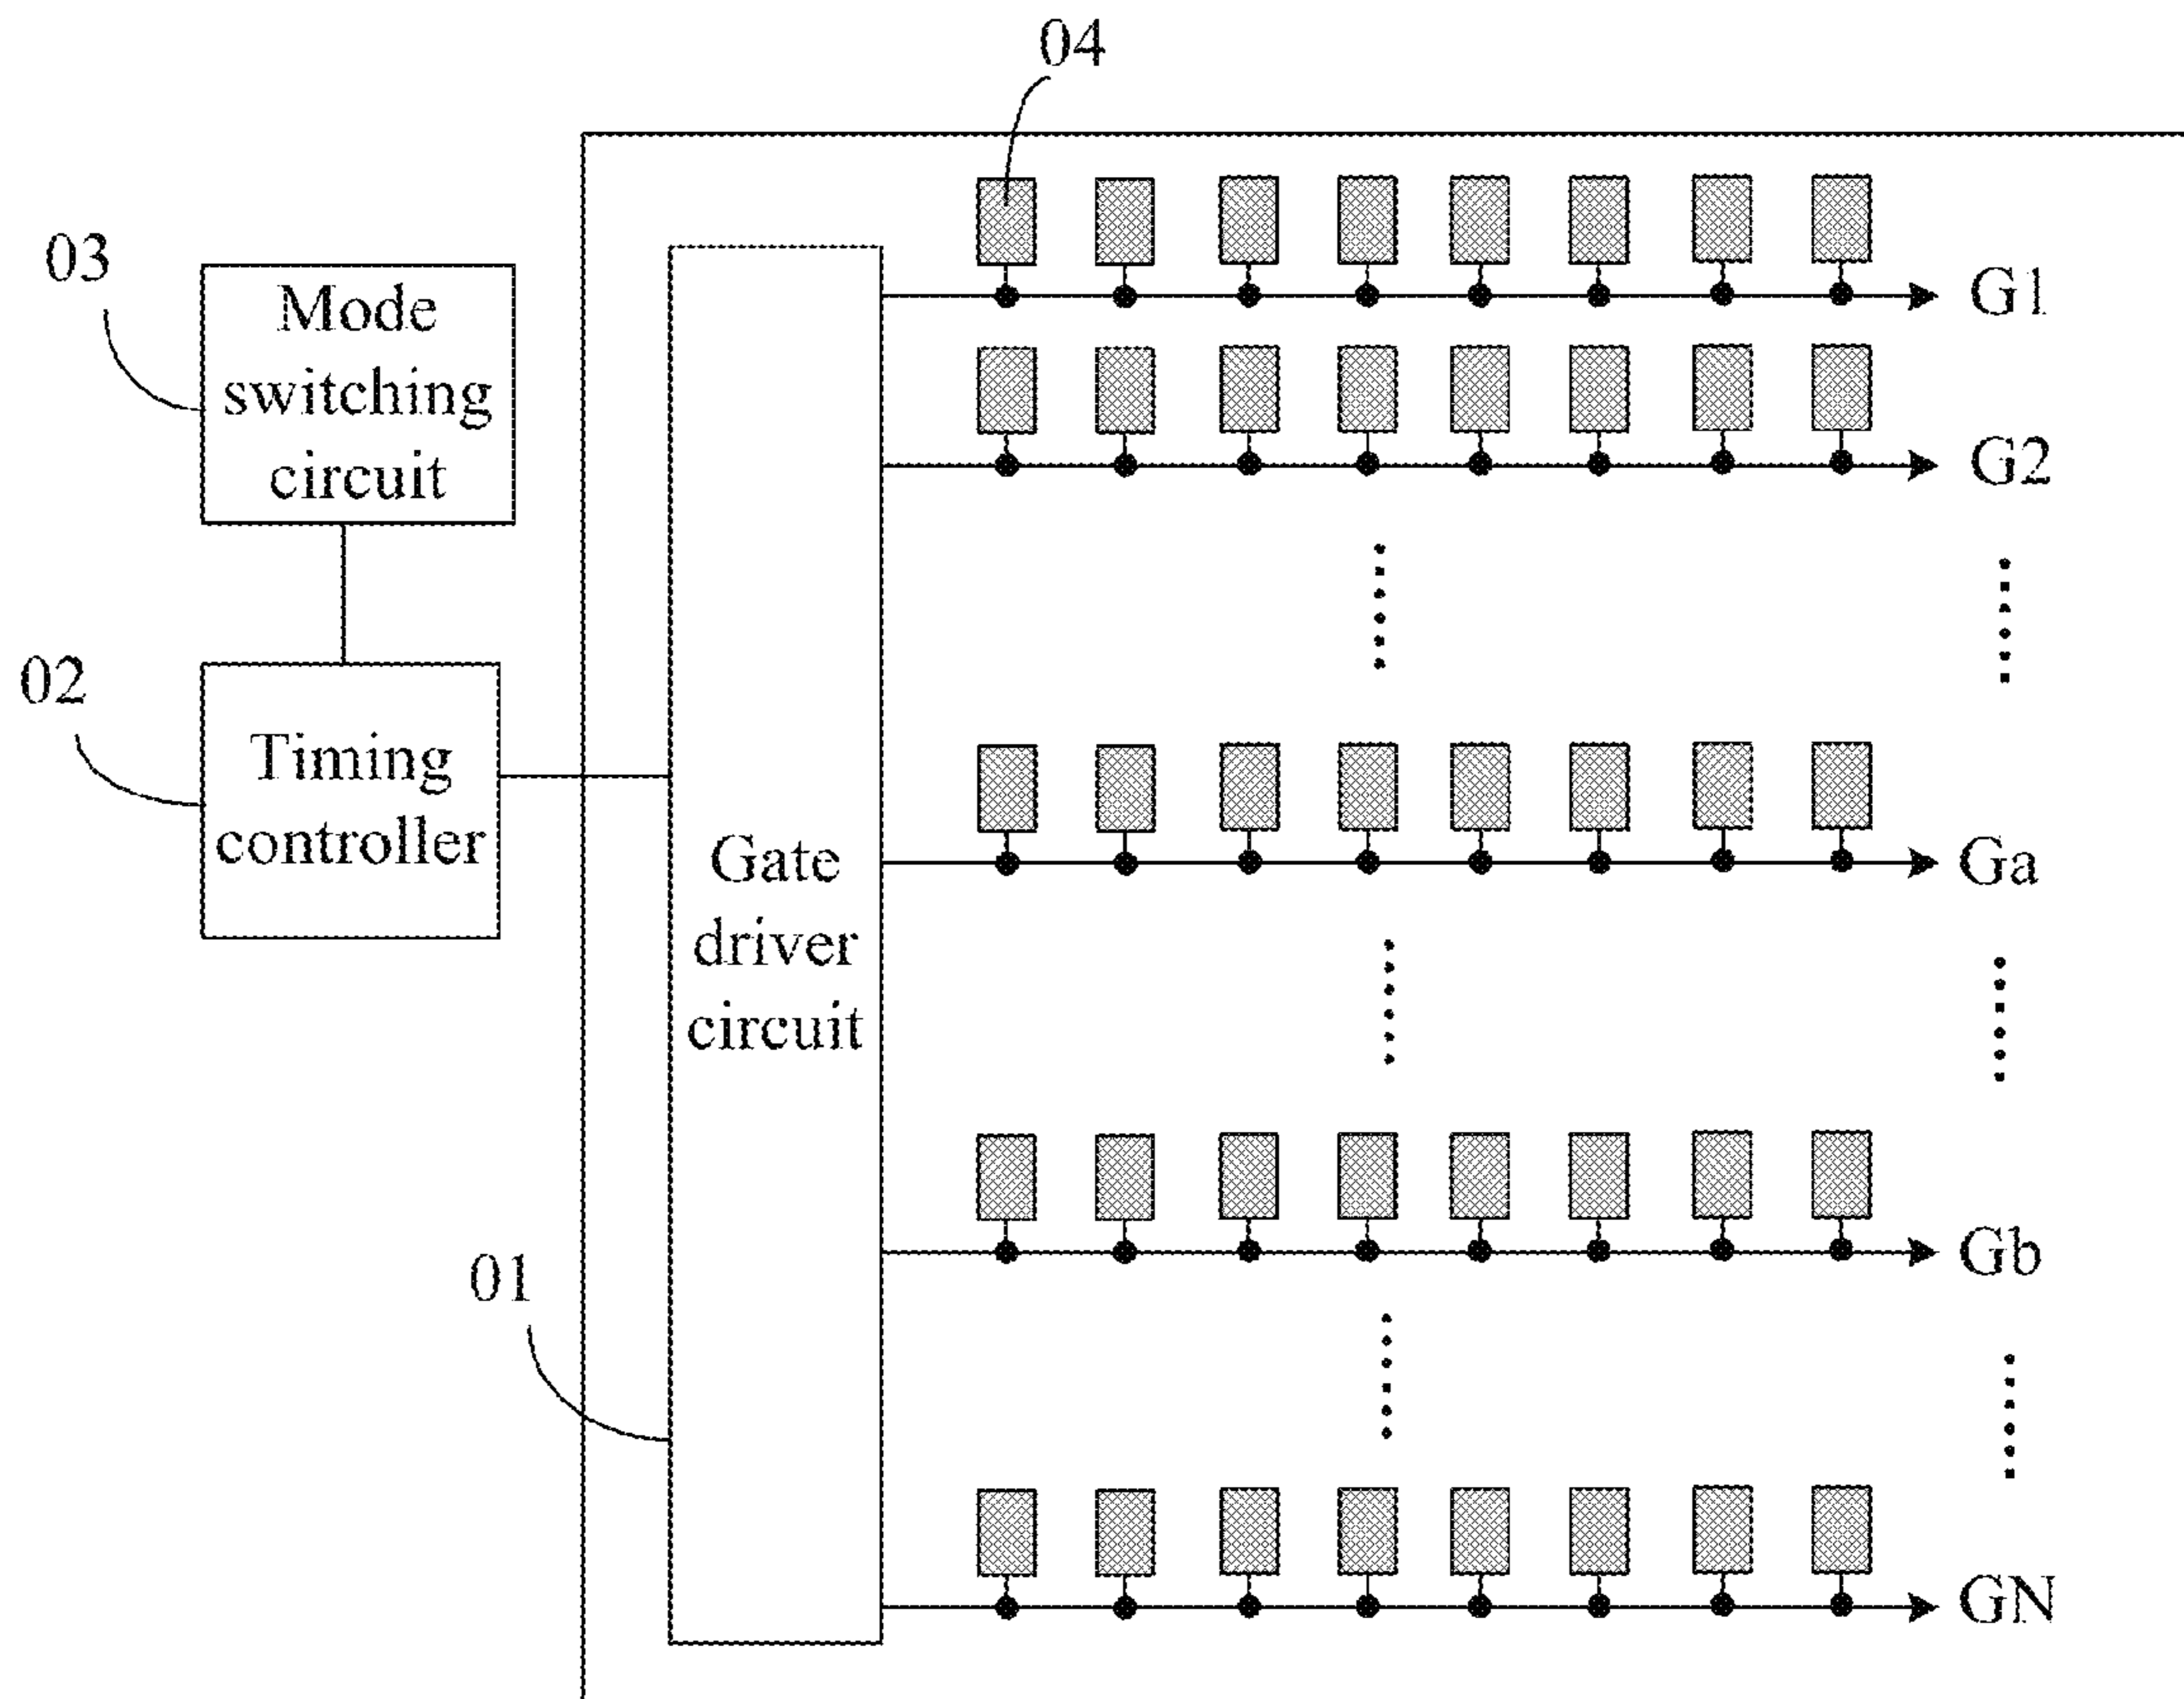 04
03
Mode
switching
circuit
G1
G2
02
Timing
controller
Gate
driver
circuit
Ga
01
Gb
GN